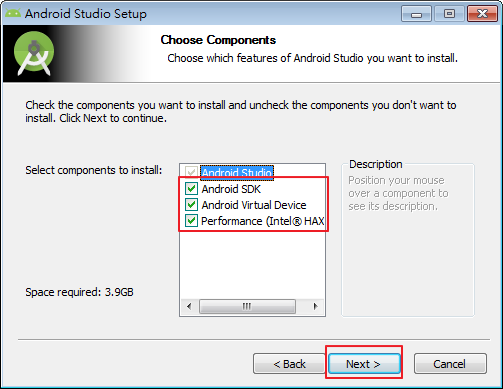 Android Studio Setup
Choose Components
Choose which features of Android Studio you want to install.
Check the components you want to install and uncheck the components you don't want to
install. Click Next to continue.
Select components to install:
Android Studio
Android SDK
Android Virtual Device
Performance (Intel® HAX
Description
Position your mouse
over a component to
see its description.
Space required: 3.9GB
< Back
Next >
Cancel